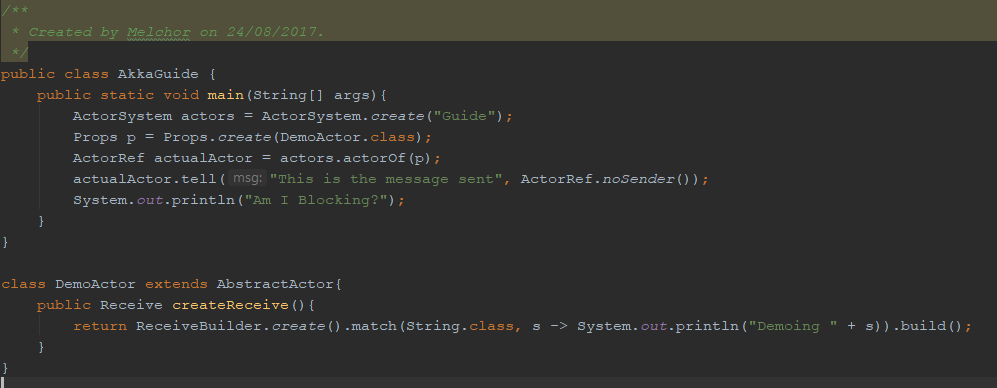 /**
 * Created by Melchor on 24/08/2017.
 */
public class AkkaGuide {
    public static void main(String[] args){
        ActorSystem actors = ActorSystem.create("Guide");
        Props p = Props.create(DemoActor.class);
        ActorRef actualActor = actors.actorOf(p);
        actualActor.tell( msg: "This is the message sent", ActorRef.noSender());
        System.out.println("Am I Blocking?");
    }
}

class DemoActor extends AbstractActor{
    public Receive createReceive(){
        return ReceiveBuilder.create().match(String.class, s -> System.out.println("Demoing " + s)).build();
    }
}